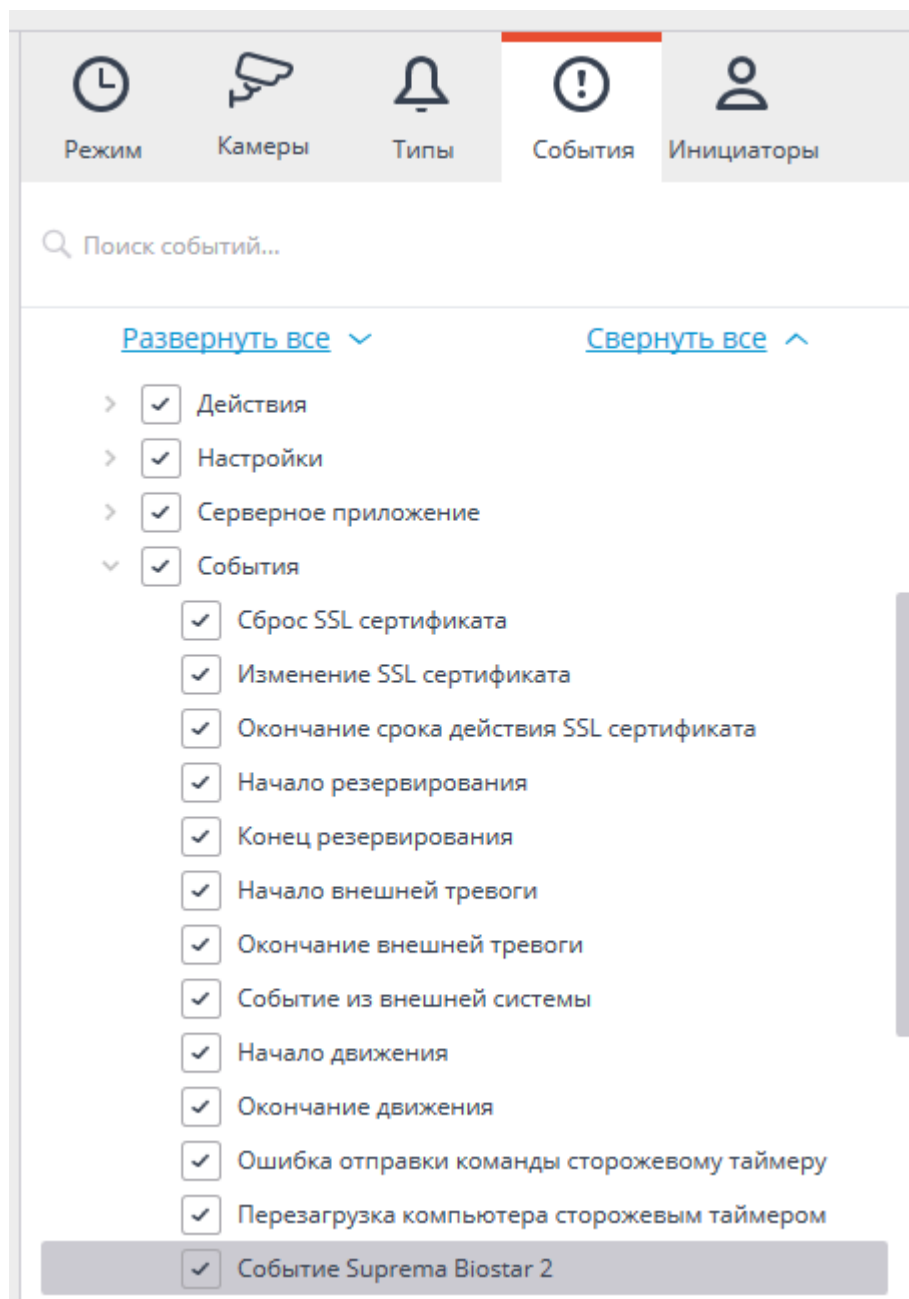 Режим
Камеры
Типы
События
Инициаторы
Поиск событий...
Развернуть все
Свернуть все
Действия
Настройки
Серверное приложение
События
Сброс SSL сертификата
Изменение SSL сертификата
Окончание срока действия SSL сертификата
Начало резервирования
Конец резервирования
Начало внешней тревоги
Окончание внешней тревоги
Событие из внешней системы
Начало движения
Окончание движения
Ошибка отправки команды сторожевому таймеру
Перезагрузка компьютера сторожевым таймером
Событие Suprema Biostar 2